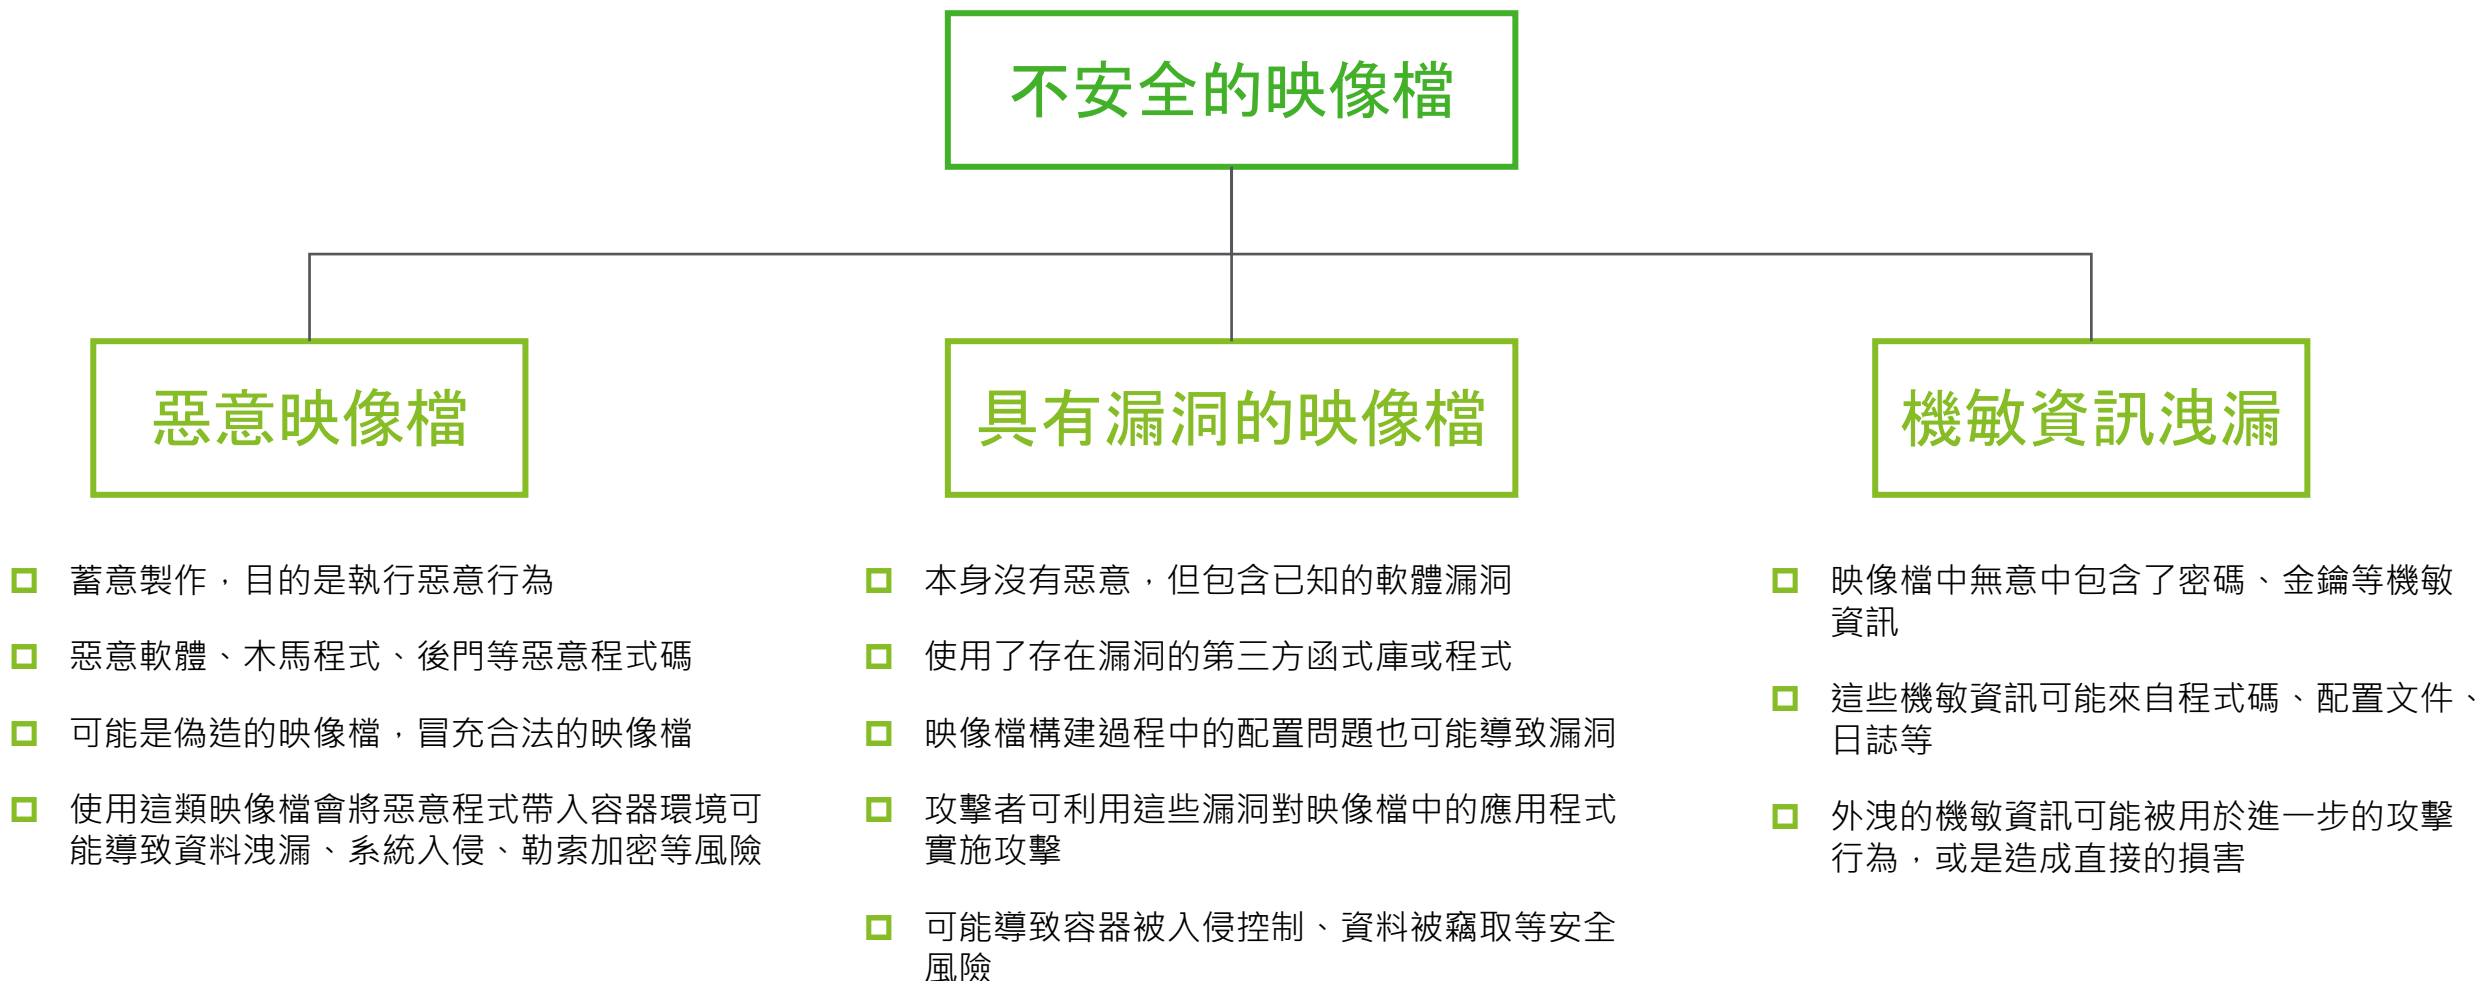 不安全的映像檔
惡意映像檔
蓄意製作，目的是執行惡意行為
惡意軟體、木馬程式、後門等惡意程式碼
可能是偽造的映像檔，冒充合法的映像檔
使用這類映像檔會將惡意程式帶入容器環境可
能導致資料洩漏、系統入侵、勒索加密等風險
具有漏洞的映像檔
本身沒有惡意，但包含已知的軟體漏洞
使用了存在漏洞的第三方函式庫或程式
映像檔構建過程中的配置問題也可能導致漏洞
攻擊者可利用這些漏洞對映像檔中的應用程式
實施攻擊
可能導致容器被入侵控制、資料被竊取等安全
風險
機敏資訊洩漏
映像檔中無意中包含了密碼、金鑰等機敏
資訊
這些機敏資訊可能來自程式碼、配置文件、
日誌等
外洩的機敏資訊可能被用於進一步的攻擊
行為，或是造成直接的損害